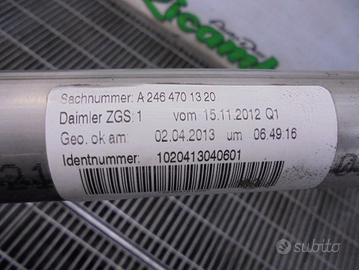 Ricambi
Sachnummer: A 246 470 13 20
Daimler ZGS: 1 vom 15.11.2012 Q1
Geo. ok am: 02.04.2013 um 06:49:16
Identnummer: 1020413040601
subito